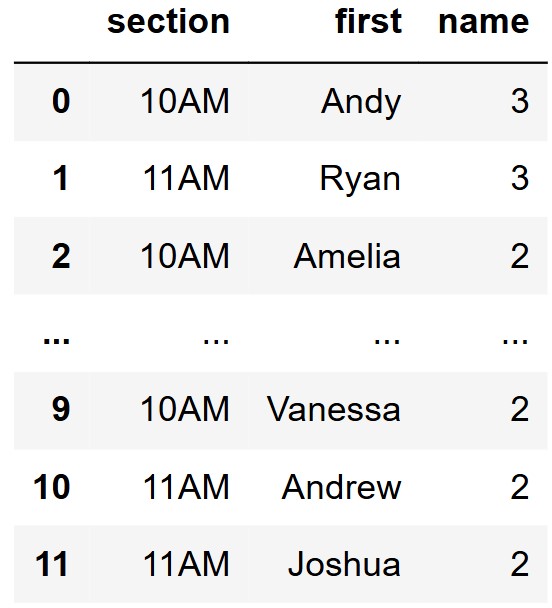 section first name
0 10AM Andy 3
1 11AM Ryan 3
2 10AM Amelia 2
... ... ... ...
9 10AM Vanessa 2
10 11AM Andrew 2
11 11AM Joshua 2